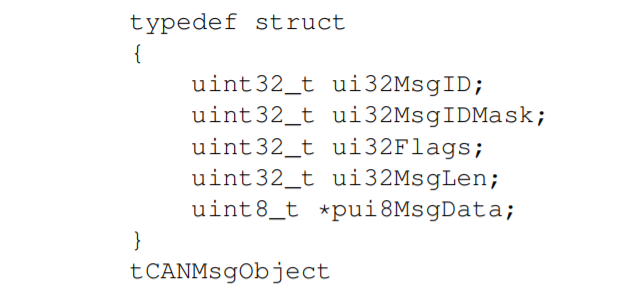 typedef struct
{
    uint32_t ui32MsgID;
    uint32_t ui32MsgIDMask;
    uint32_t ui32Flags;
    uint32_t ui32MsgLen;
    uint8_t *pui8MsgData;
}
tCANMsgObject